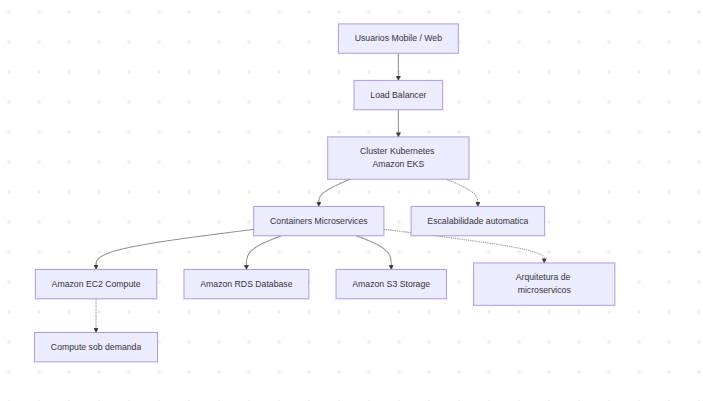 Usuarios Mobile / Web
Load Balancer
Cluster Kubernetes
Amazon EKS
Containers Microservices
Escalabilidade automatica
Amazon EC2 Compute
Amazon RDS Database
Amazon S3 Storage
Arquitetura de
microservicos
Compute sob demanda